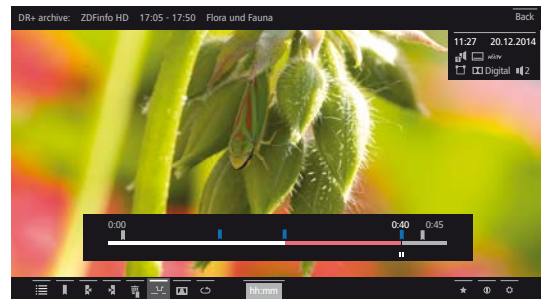 DR+ archive: ZDFinfo HD 17:05 - 17:50 Flora und Fauna Back
11:27 20.12.2014
Digital 2
0:00 0:40 0:45
hh:mm